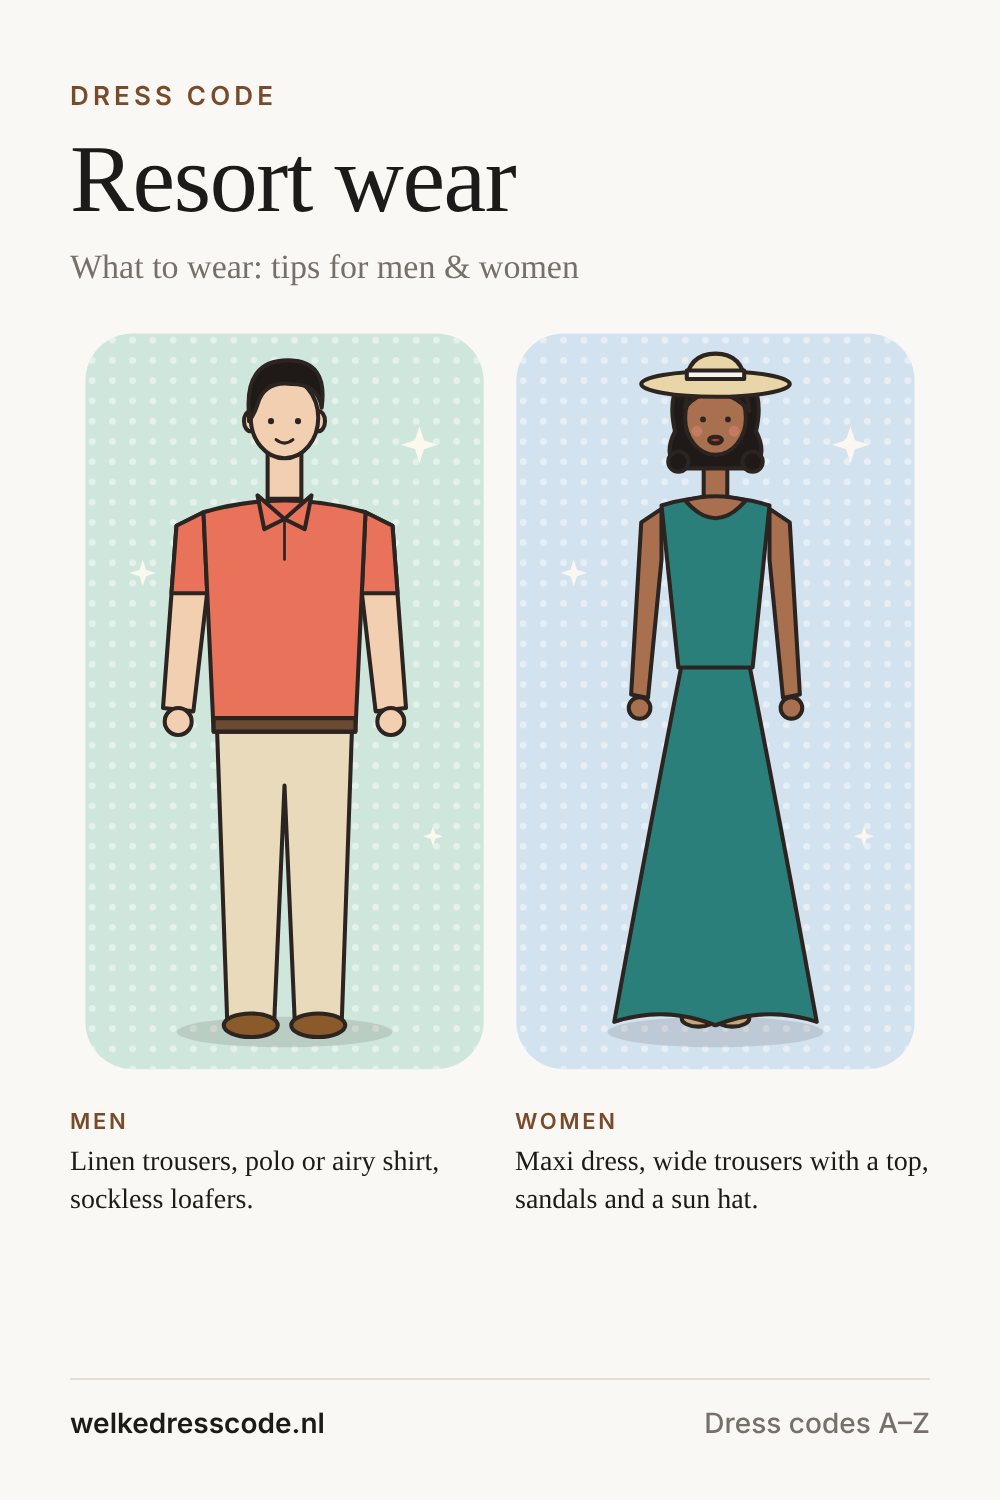 DRESS CODE
Resort wear
What to wear: tips for men & women
MEN
Linen trousers, polo or airy shirt,
sockless loafers.
WOMEN
Maxi dress, wide trousers with a top,
sandals and a sun hat.
welkedresscode.nl
Dress codes A–Z